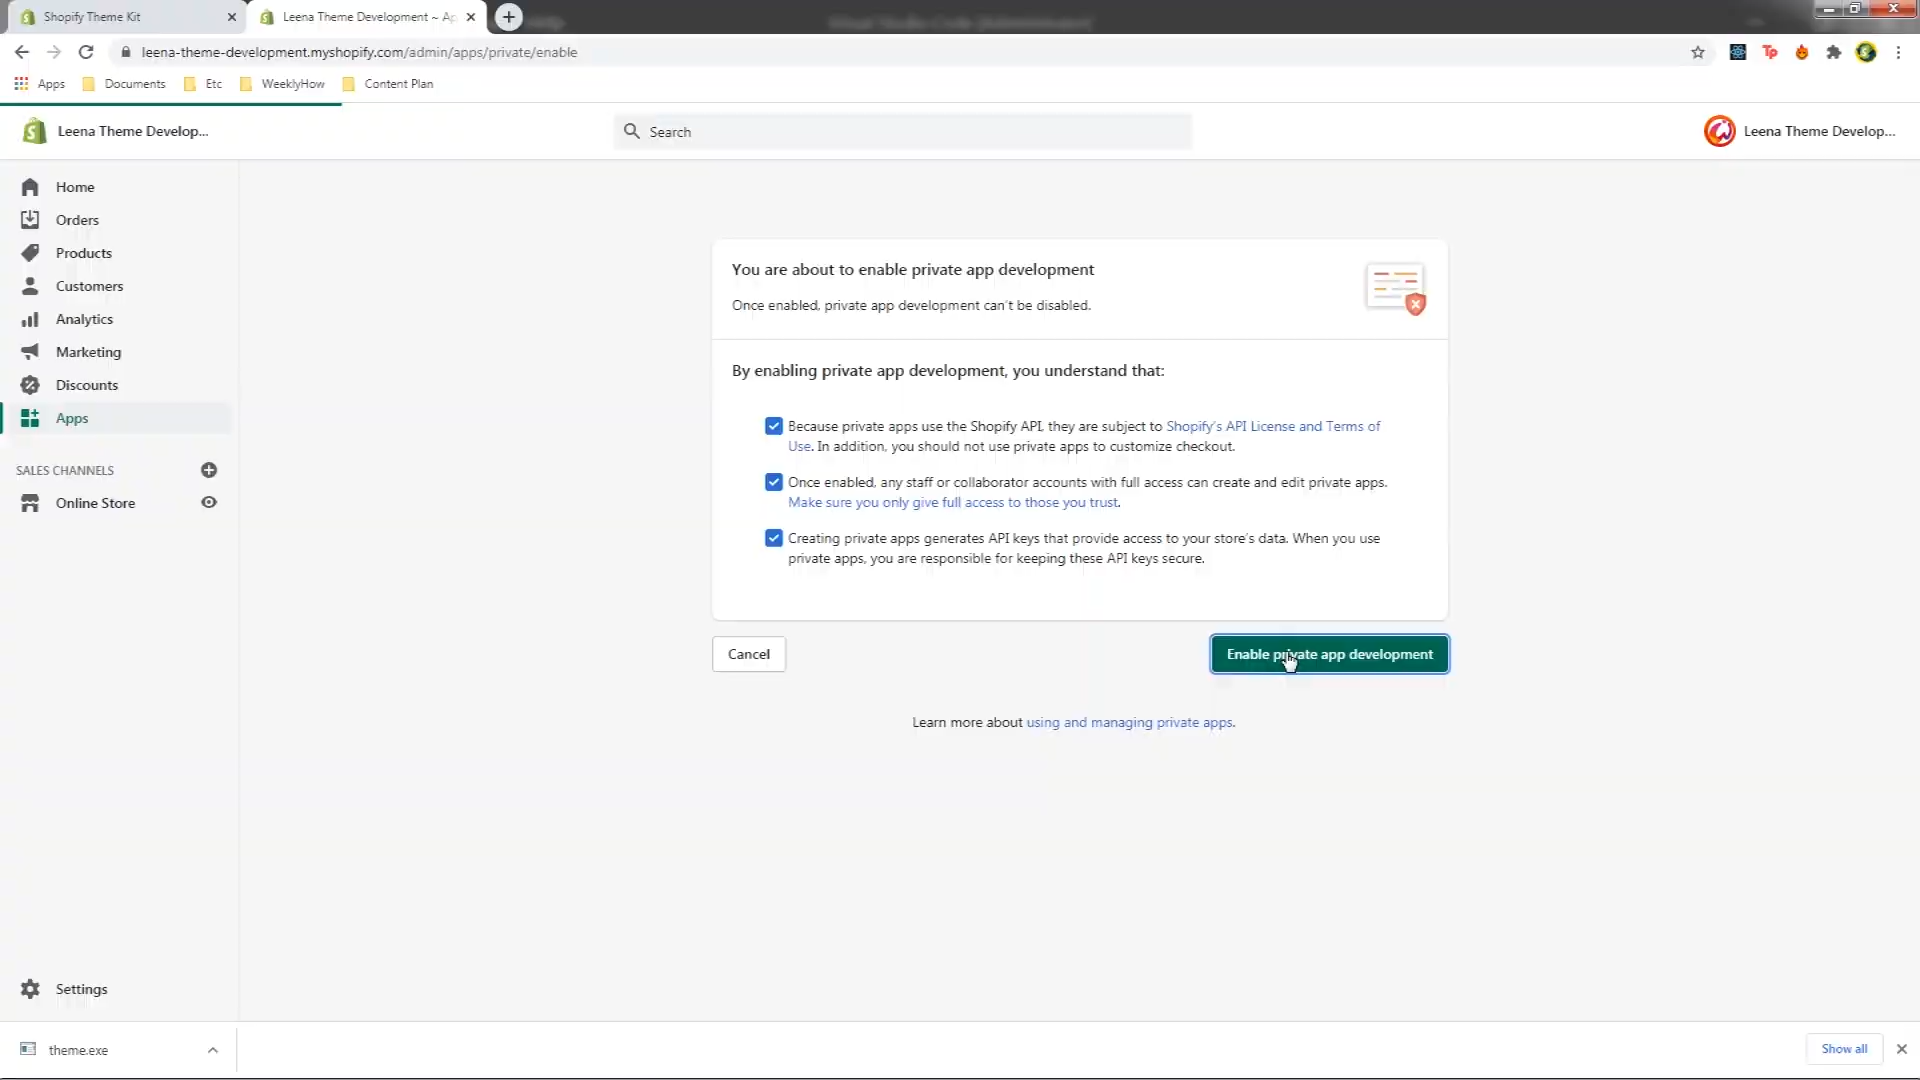 Shopify Theme Kit
Leena Theme Development ~ Ap
leena-theme-development.myshopify.com/admin/apps/private/enable
Apps
Documents
Etc
WeeklyHow
Content Plan
Leena Theme Develop...
Search
Leena Theme Develop...
Home
Orders
Products
Customers
Analytics
Marketing
Discounts
Apps
SALES CHANNELS
Online Store
Settings
You are about to enable private app development
Once enabled, private app development can't be disabled.
By enabling private app development, you understand that:
Because private apps use the Shopify API, they are subject to Shopify's API License and Terms of
Use. In addition, you should not use private apps to customize checkout.
Once enabled, any staff or collaborator accounts with full access can create and edit private apps.
Make sure you only give full access to those you trust.
Creating private apps generates API keys that provide access to your store's data. When you use
private apps, you are responsible for keeping these API keys secure.
Cancel
Enable private app development
Learn more about using and managing private apps.
theme.exe
Show all